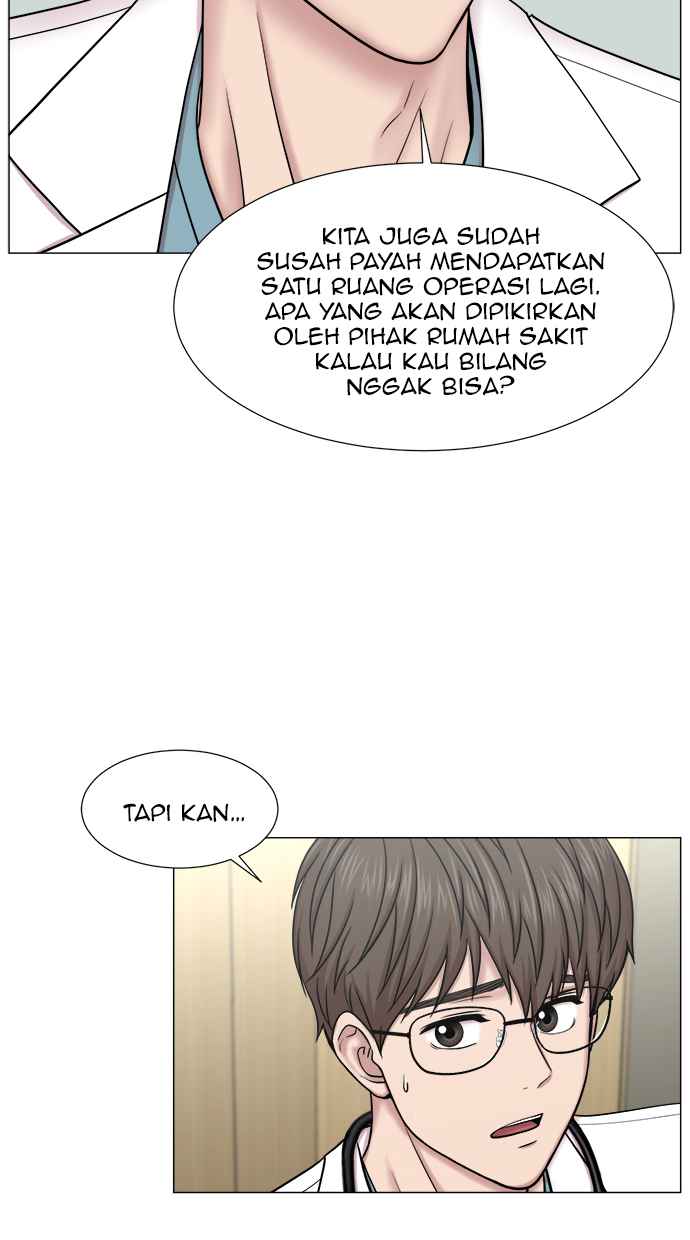 KITA JUGA SUDAH
SUSAH PAYAH MENDAPATKAN
SATU RUANG OPERASI LAGI.
APA YANG AKAN DIPIKIRKAN
OLEH PIHAK RUMAH SAKIT
KALAU KAU BILANG
NGGAK BISA?
TAPI KAN...